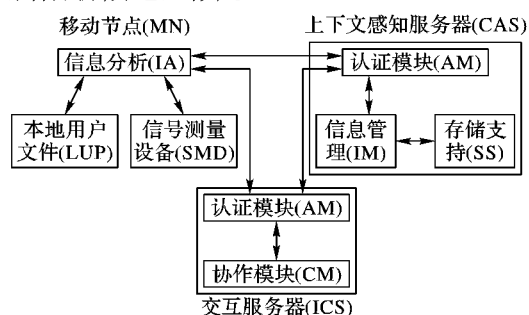 移动节点(MN)
上下文感知服务器(CAS)
信息分析(IA)
认证模块(AM)
本地用户
文件(LUP)
信号测量
设备(SMD)
信息管
理(IM)
存储支
持(SS)
认证模块(AM)
协作模块(CM)
交互服务器(ICS)